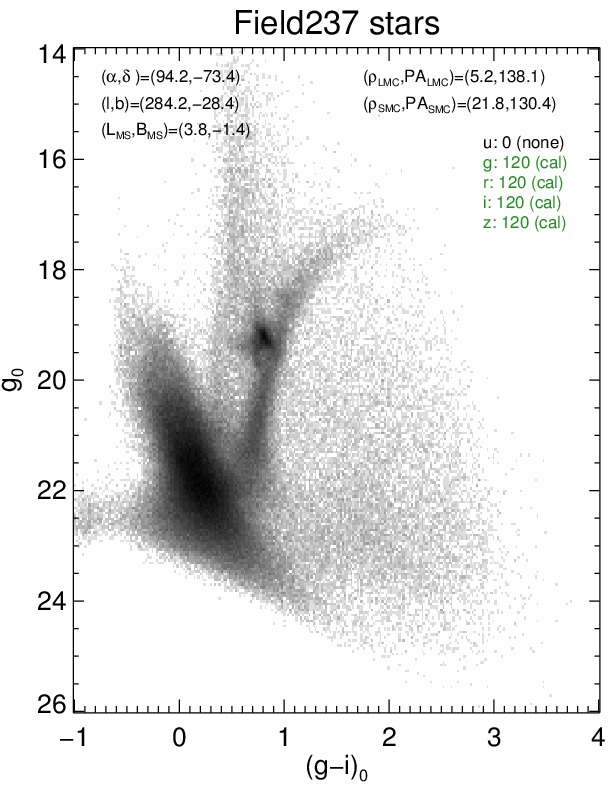 Field237 stars
(α,δ )=(94.2,−73.4)
(l,b)=(284.2,−28.4)
(LMS,BMS)=(3.8,−1.4)
(ρLMC,PALMC)=(5.2,138.1)
(ρSMC,PASMC)=(21.8,130.4)
u: 0 (none)
g: 120 (cal)
r: 120 (cal)
i: 120 (cal)
z: 120 (cal)
14
16
18
20
22
24
26
g0
−1 0 1 2 3 4
(g−i)0